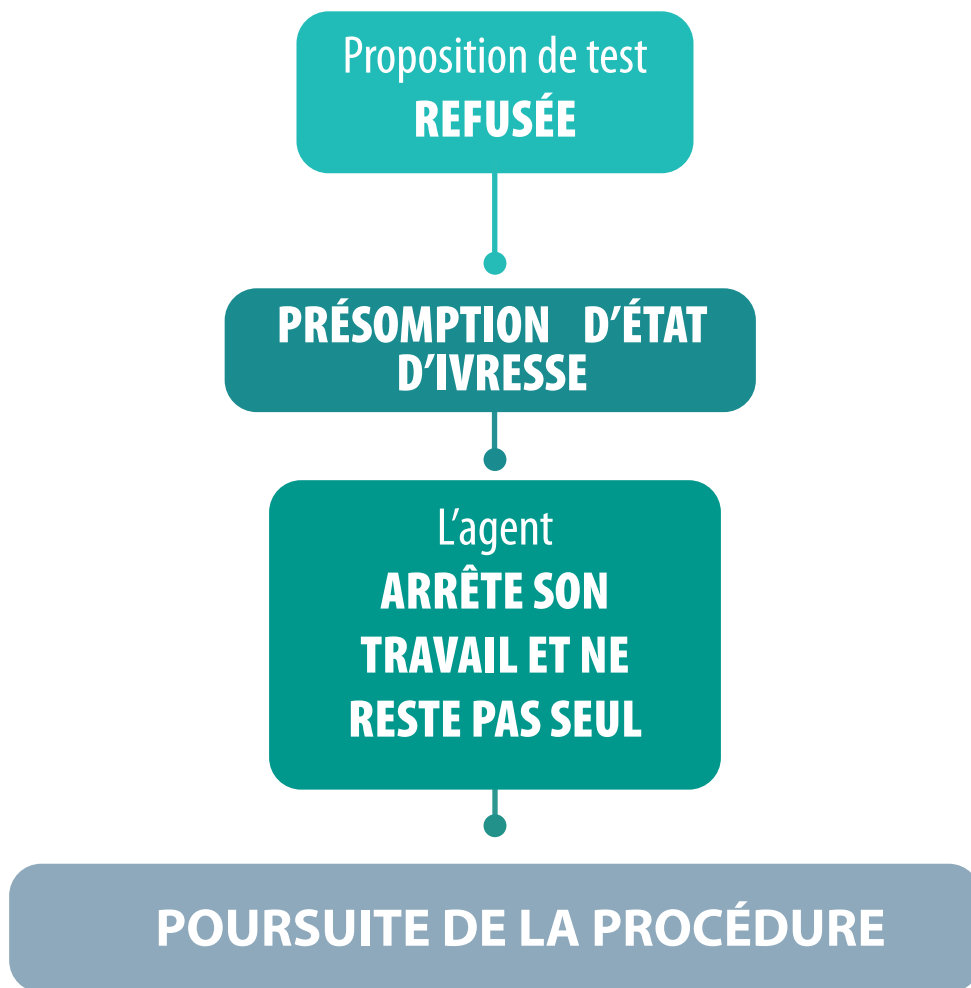 Proposition de test
REFUSÉE
PRÉSOMPTION D’ÉTAT
D’IVRESSE
L’agent
ARRÊTE SON
TRAVAIL ET NE
RESTE PAS SEUL
POURSUITE DE LA PROCÉDURE